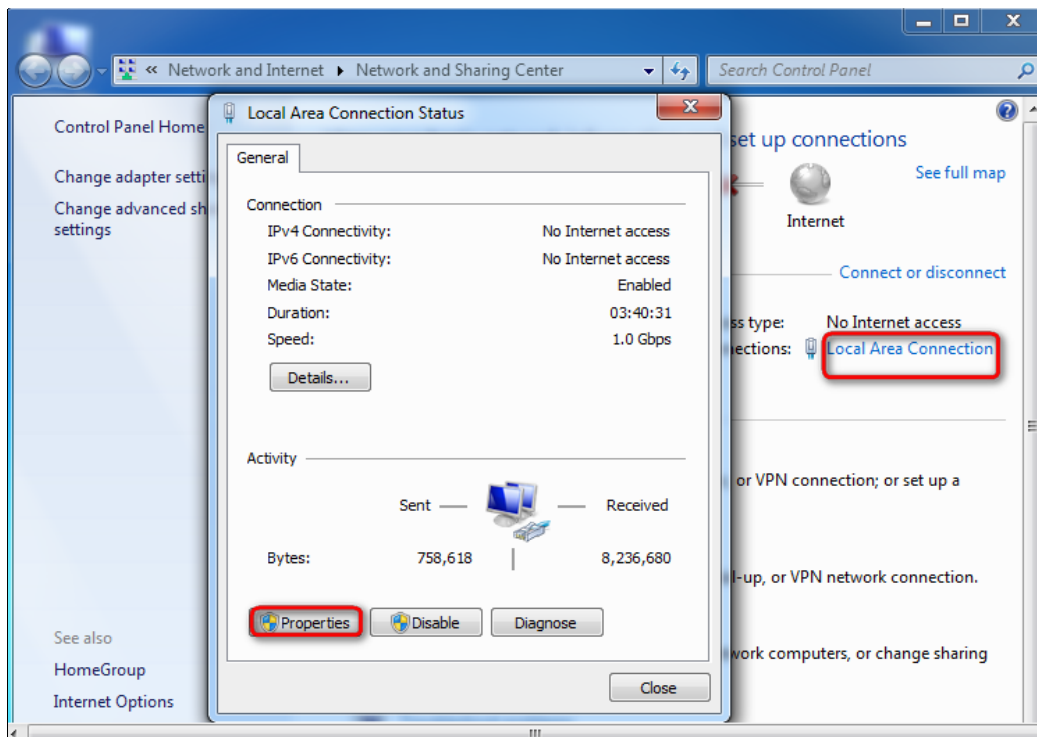 « Network and Internet ▸ Network and Sharing Center
Search Control Panel
Control Panel Home
Change adapter setti
Change advanced sh
settings
See also
HomeGroup
Internet Options
Local Area Connection Status
General
Connection
IPv4 Connectivity: No Internet access
IPv6 Connectivity: No Internet access
Media State: Enabled
Duration: 03:40:31
Speed: 1.0 Gbps
Details...
Activity
Sent Received
Bytes: 758,618 8,236,680
Properties Disable Diagnose
Close
set up connections
See full map
Internet
Connect or disconnect
ss type: No Internet access
ections: Local Area Connection
or VPN connection; or set up a
l-up, or VPN network connection.
work computers, or change sharing